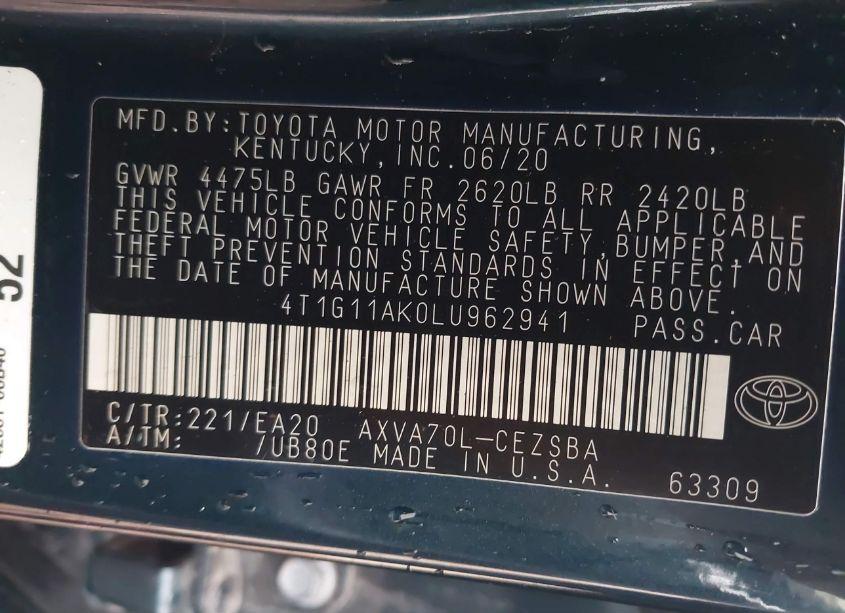 MFD.BY:TOYOTA MOTOR MANUFACTURING,
KENTUCKY,INC.06/20
GVWR 4475LB GAWR FR 2620LB RR 2420LB
THIS VEHICLE CONFORMS TO ALL APPLICABLE
FEDERAL MOTOR VEHICLE SAFETY,BUMPER,AND
THEFT PREVENTION STANDARDS IN EFFECT ON
THE DATE OF MANUFACTURE SHOWN ABOVE.
4T1G11AK0LU962941 PASS.CAR
C/TR:221/EA20 AXVA70L-CEZSBA
A/TM: /UB80E MADE IN U.S.A.
63309
52